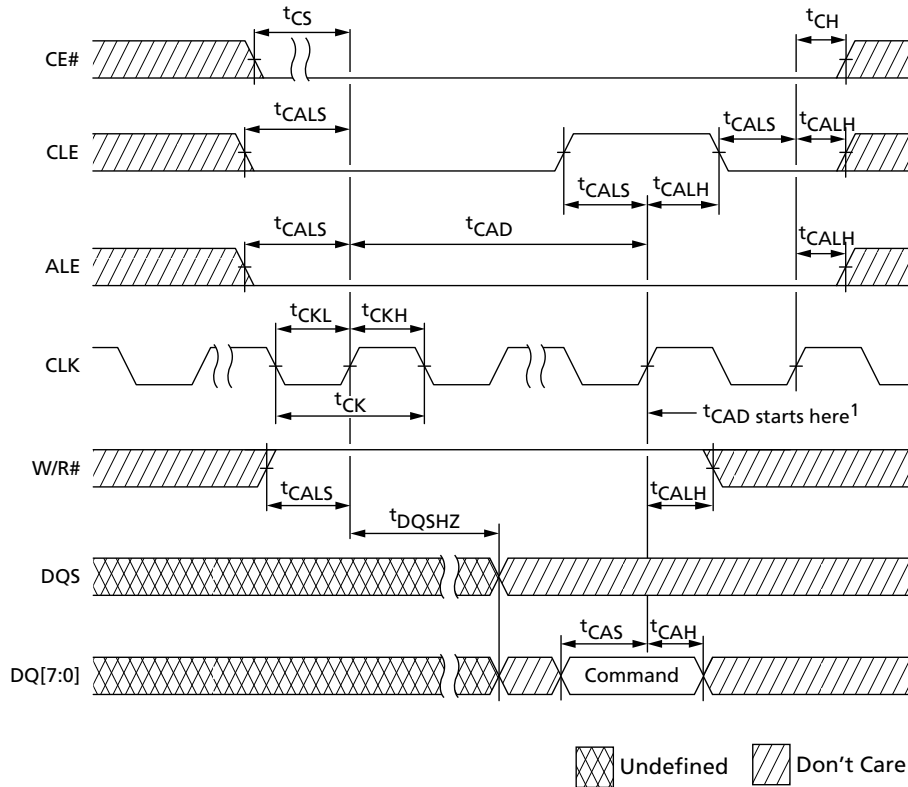 tCS
tCH
CE#
tCALS
tCALS
tCALH
CLE
tCALS
tCALH
tCALS
tCAD
tCALH
ALE
tCKL
tCKH
CLK
tCK
tCAD starts here1
W/R#
tCALS
tCALH
tDQSHZ
DQS
tCAS
tCAH
DQ[7:0]
Command
Undefined
Don't Care